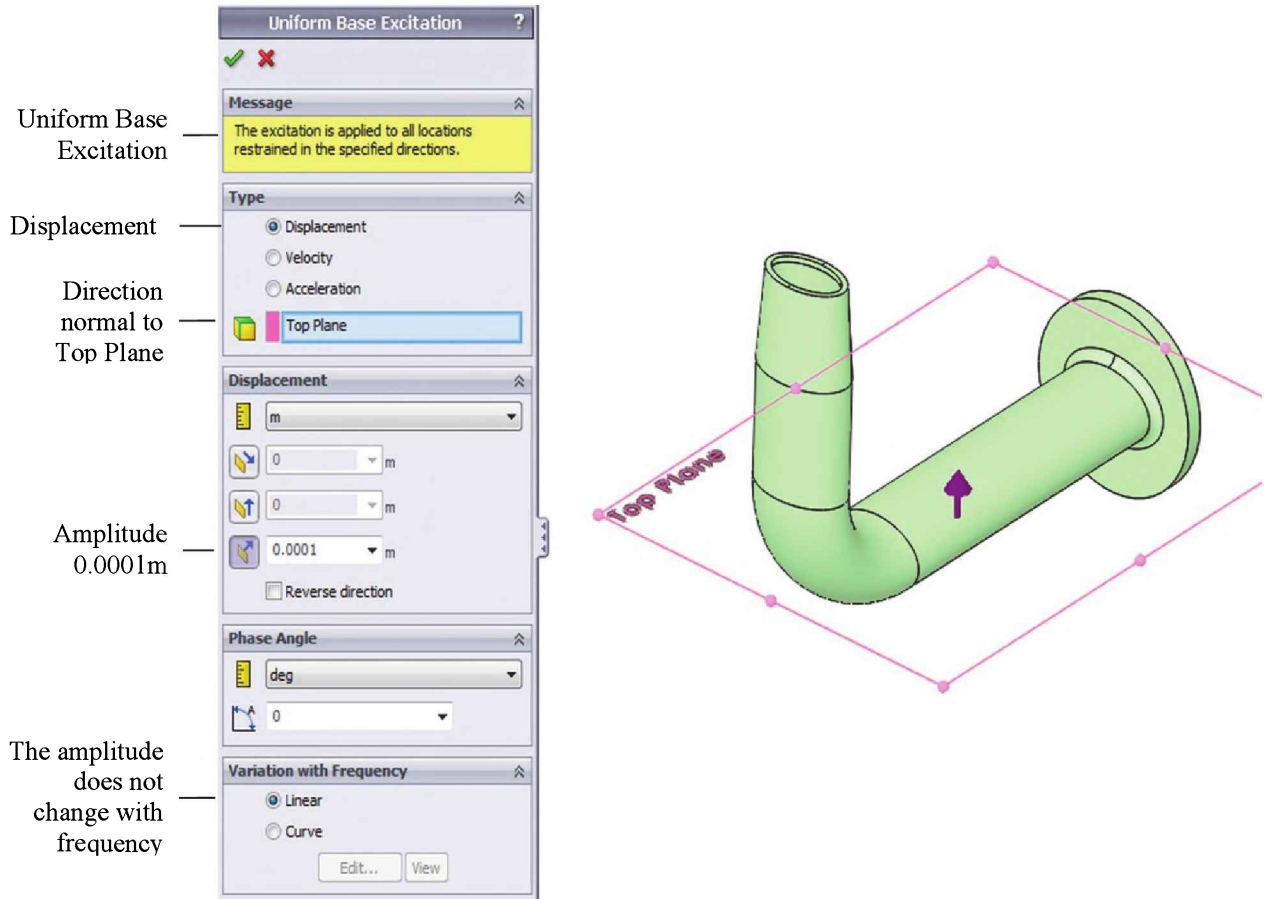 Uniform Base Excitation ?
Message
The excitation is applied to all locations
restrained in the specified directions.
Type
Displacement
Velocity
Acceleration
Top Plane
Displacement
m
0 m
0 m
0.0001 m
Reverse direction
Phase Angle
deg
A
0
Variation with Frequency
Linear
Curve
Edit... View
Uniform Base
Excitation
Displacement
Direction
normal to
Top Plane
Amplitude
0.0001m
The amplitude
does not
change with
frequency
Top Plane